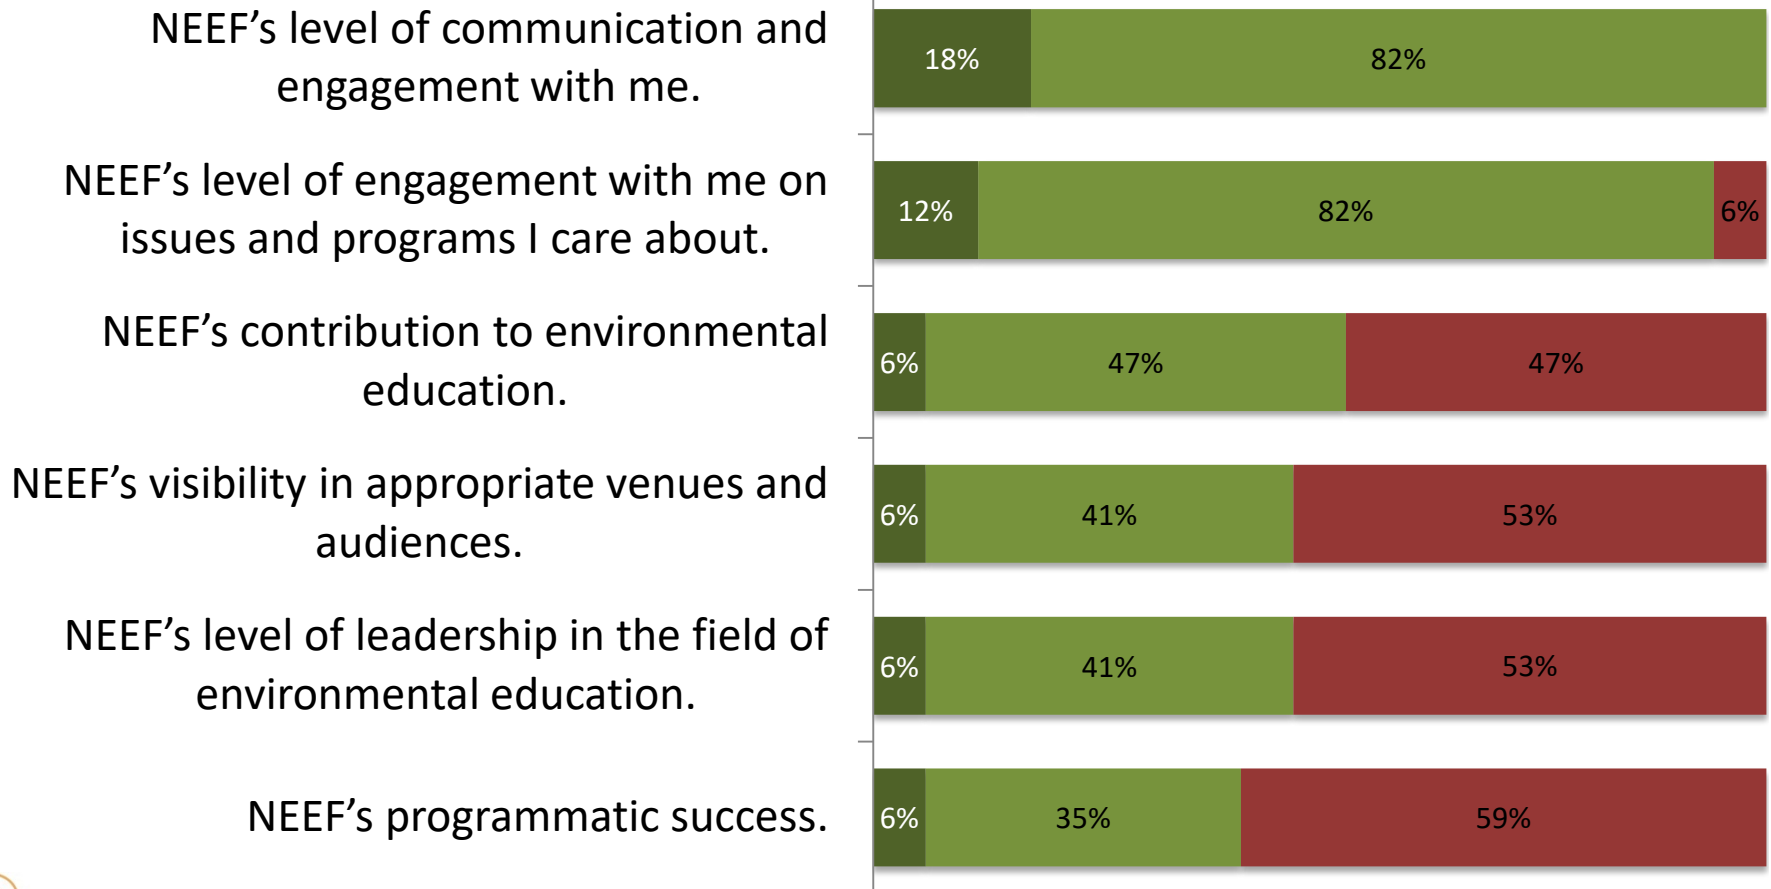 NEEF’s level of communication and
engagement with me.
18%
82%
NEEF’s level of engagement with me on
issues and programs I care about.
12%
82%
6%
NEEF’s contribution to environmental
education.
6%
47%
47%
NEEF’s visibility in appropriate venues and
audiences.
6%
41%
53%
NEEF’s level of leadership in the field of
environmental education.
6%
41%
53%
NEEF’s programmatic success.
6%
35%
59%